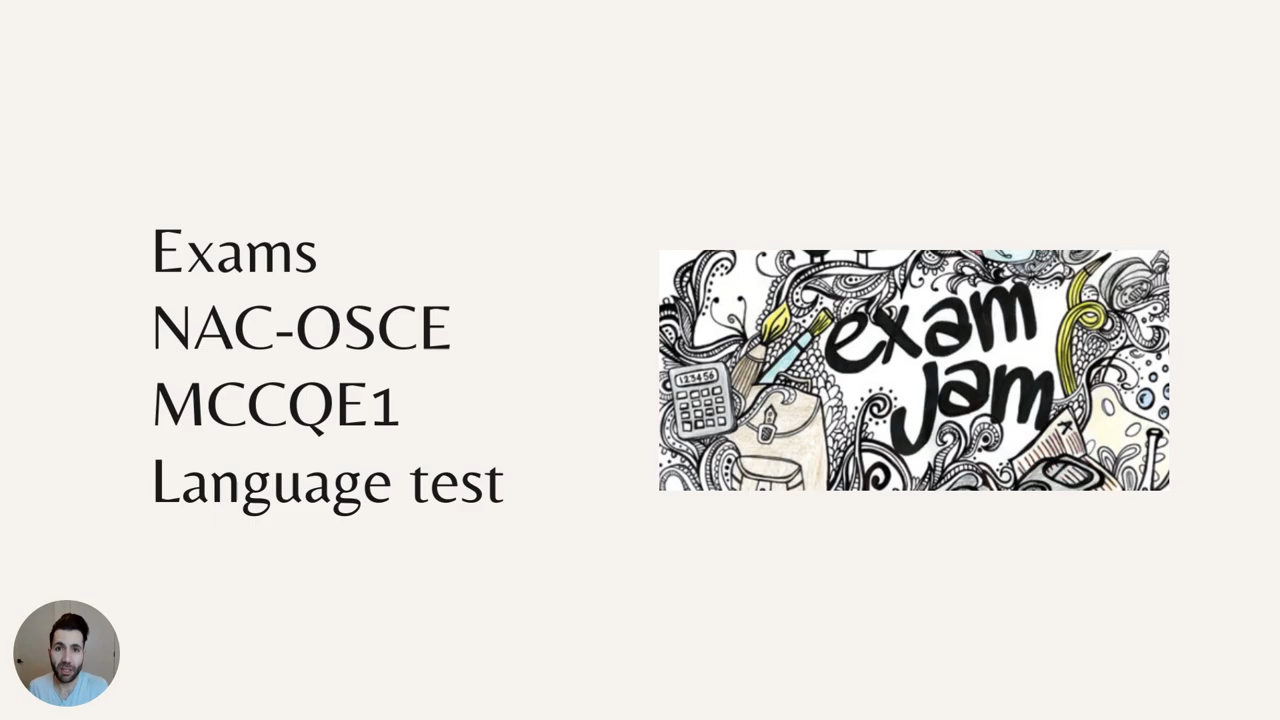 Exams
NAC-OSCE
MCCQE1
Language test
exam
Jam
123456